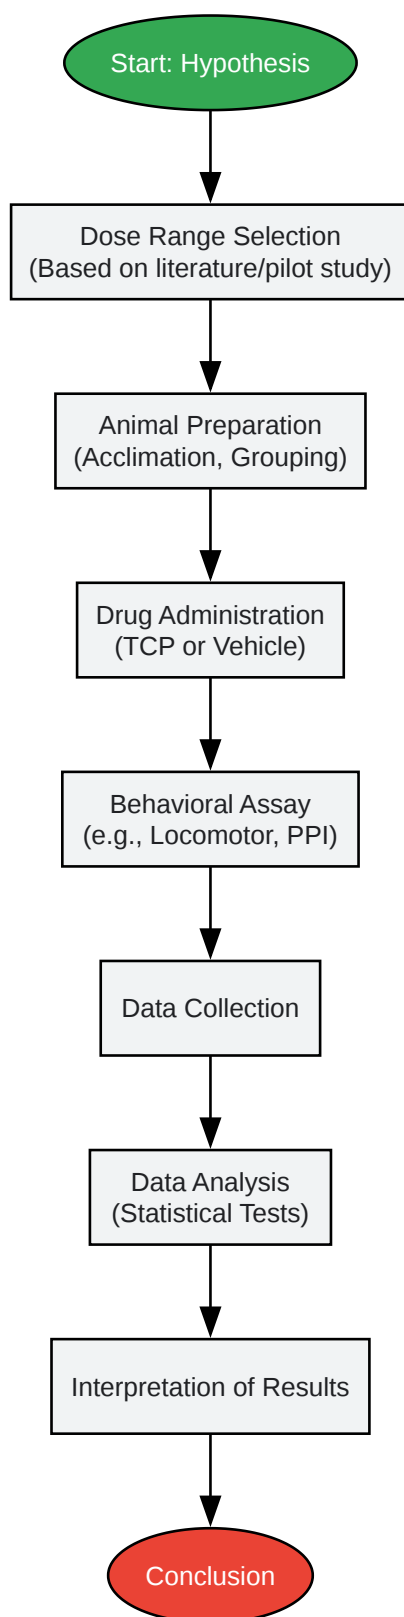 Start: Hypothesis
Dose Range Selection
(Based on literature/pilot study)
Animal Preparation
(Acclimation, Grouping)
Drug Administration
(TCP or Vehicle)
Behavioral Assay
(e.g., Locomotor, PPI)
Data Collection
Data Analysis
(Statistical Tests)
Interpretation of Results
Conclusion